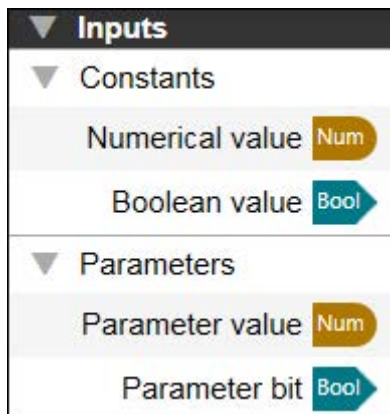 Inputs
Constants
Numerical value Num
Boolean value Bool
Parameters
Parameter value Num
Parameter bit Bool